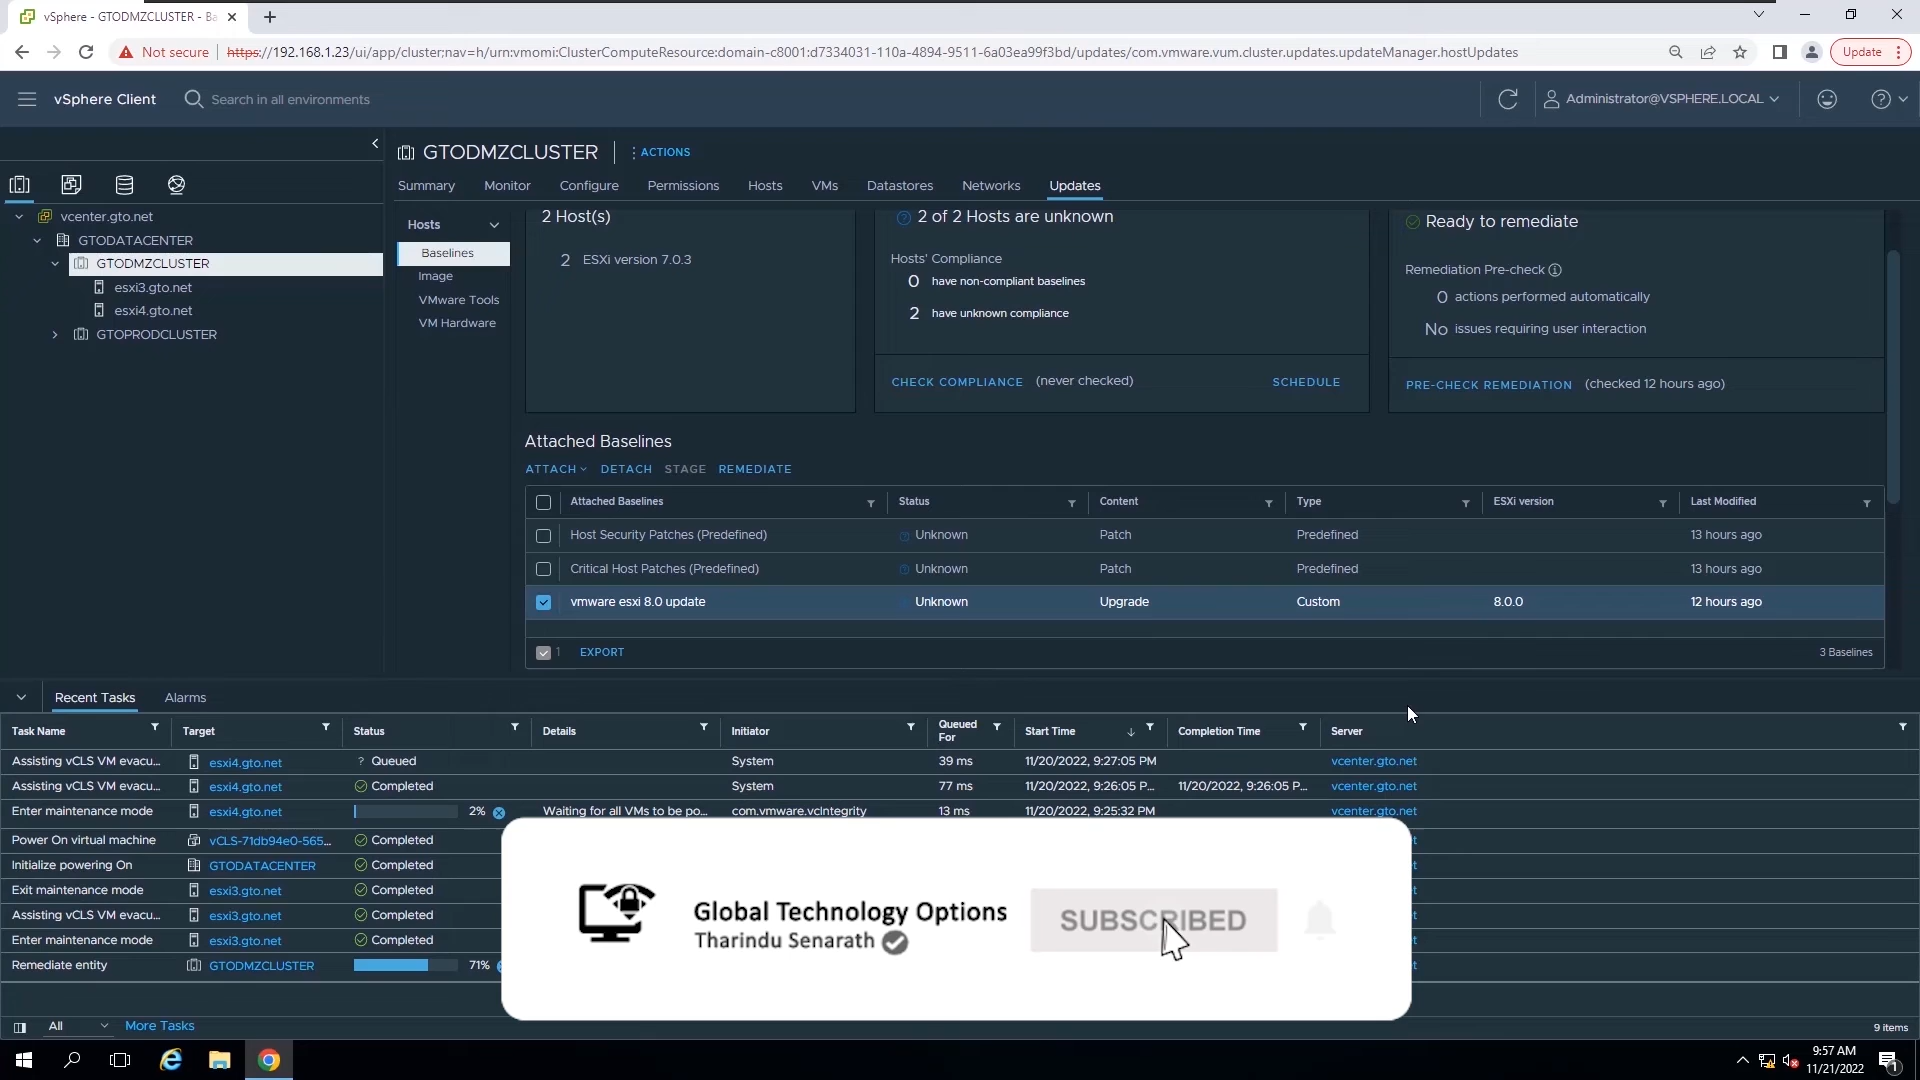 vSphere - GTODMZCLUSTER - Ba
Not secure
https://192.168.1.23/ui/app/cluster;nav=h/urn:vmomi:ClusterComputeResource:domain-c8001:d7334031-110a-4894-9511-6a03ea99f3bd/updates/com.vmware.vum.cluster.updates.updateManager.hostUpdates
Update
vSphere Client
Search in all environments
Administrator@VSPHERE.LOCAL
GTODMZCLUSTER
ACTIONS
Summary Monitor Configure Permissions Hosts VMs Datastores Networks Updates
vcenter.gto.net
GTODATACENTER
GTODMZCLUSTER
esxi3.gto.net
esxi4.gto.net
GTOPRODCLUSTER
Hosts
Baselines
Image
VMware Tools
VM Hardware
2 Host(s)
2 ESXi version 7.0.3
2 of 2 Hosts are unknown
Hosts' Compliance
0 have non-compliant baselines
2 have unknown compliance
CHECK COMPLIANCE (never checked) SCHEDULE
Ready to remediate
Remediation Pre-check
0 actions performed automatically
No issues requiring user interaction
PRE-CHECK REMEDIATION (checked 12 hours ago)
Attached Baselines
ATTACH DETACH STAGE REMEDIATE
Attached Baselines Status Content Type ESXi version Last Modified
Host Security Patches (Predefined) Unknown Patch Predefined 13 hours ago
Critical Host Patches (Predefined) Unknown Patch Predefined 13 hours ago
vmware esxi 8.0 update Unknown Upgrade Custom 8.0.0 12 hours ago
1 EXPORT 3 Baselines
Recent Tasks Alarms
Task Name Target Status Details Initiator Queued For Start Time Completion Time Server
Assisting vCLS VM evacu... esxi4.gto.net ? Queued System 39 ms 11/20/2022, 9:27:05 PM vcenter.gto.net
Assisting vCLS VM evacu... esxi4.gto.net Completed System 77 ms 11/20/2022, 9:26:05 P... 11/20/2022, 9:26:05 P... vcenter.gto.net
Enter maintenance mode esxi4.gto.net 2% Waiting for all VMs to be po... com.vmware.vcIntegrity 13 ms 11/20/2022, 9:25:32 PM vcenter.gto.net
Power On virtual machine vCLS-71db94e0-565... Completed t
Initialize powering On GTODATACENTER Completed t
Exit maintenance mode esxi3.gto.net Completed t
Assisting vCLS VM evacu... esxi3.gto.net Completed t
Enter maintenance mode esxi3.gto.net Completed t
Remediate entity GTODMZCLUSTER 71% t
Global Technology Options
Tharindu Senarath
SUBSCRIBED
All More Tasks
9 items
9:57 AM
11/21/2022
1